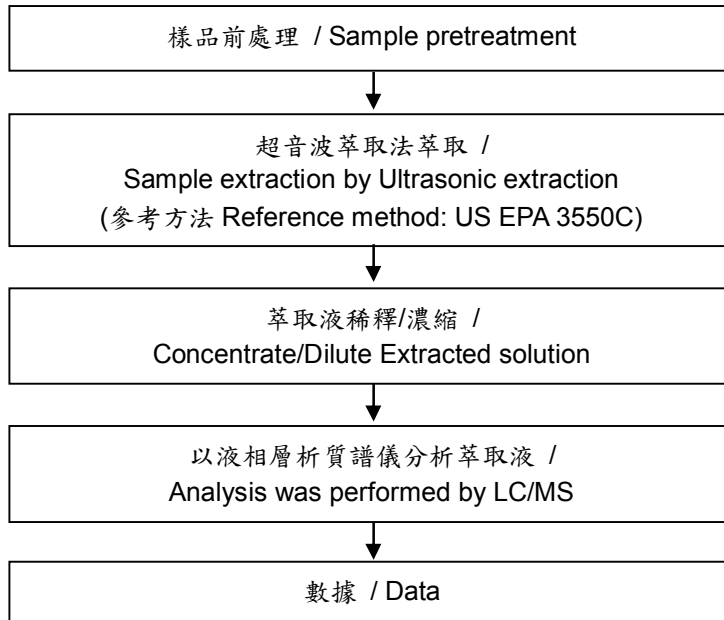 樣品前處理 / Sample pretreatment
超音波萃取法萃取 /
Sample extraction by Ultrasonic extraction
(參考方法 Reference method: US EPA 3550C)
萃取液稀釋/濃縮 /
Concentrate/Dilute Extracted solution
以液相層析質譜儀分析萃取液 /
Analysis was performed by LC/MS
數據 / Data